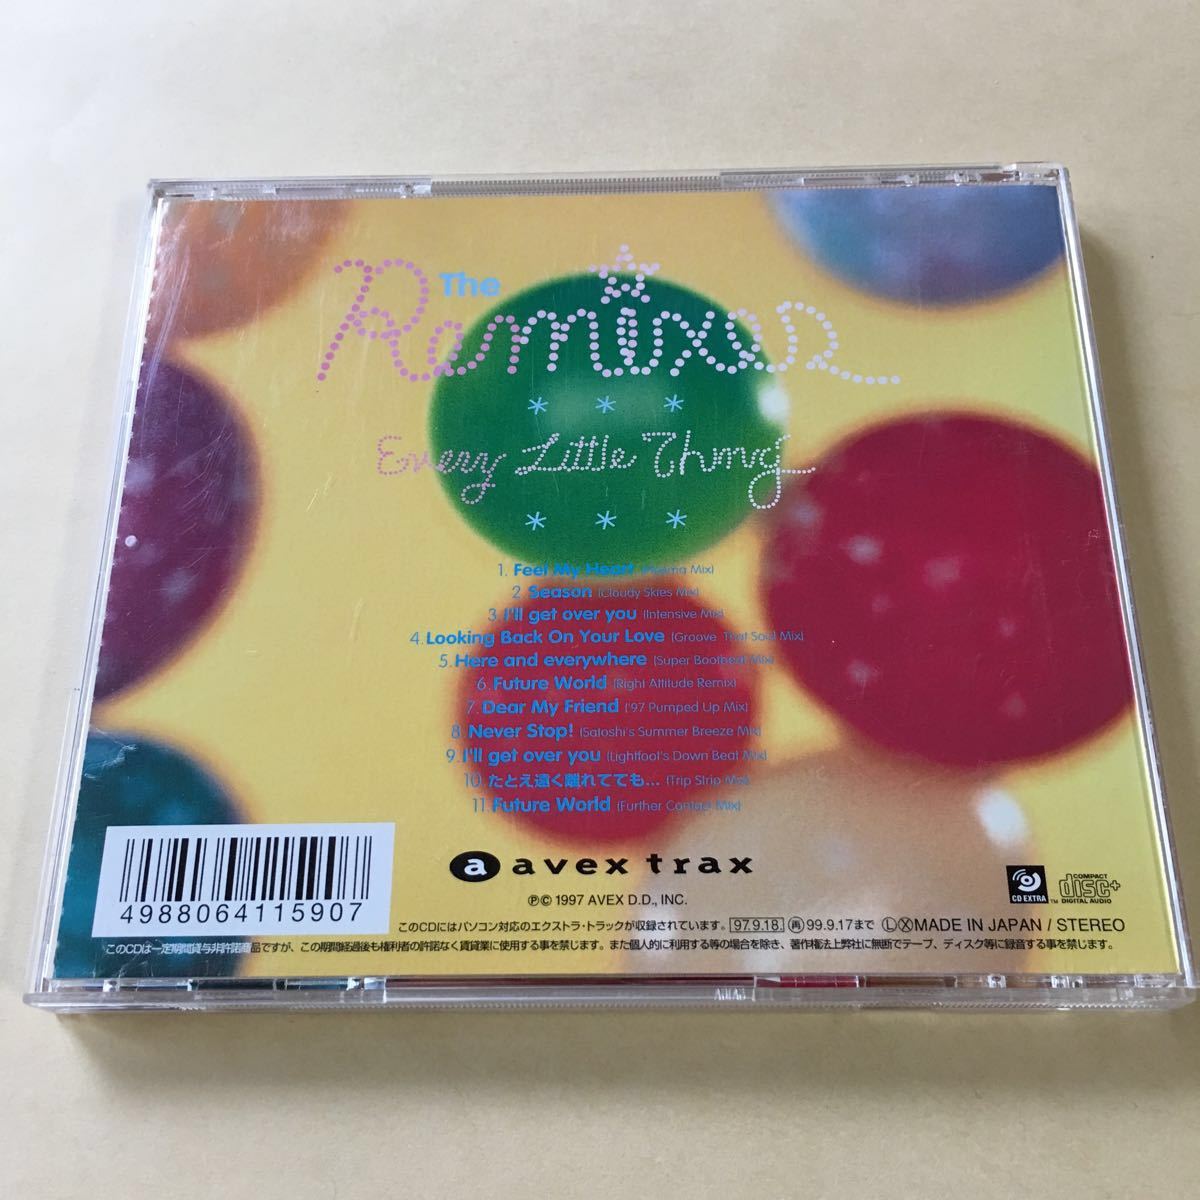 The
Remixes
* * *
Every Little Thing
* * *
1. Feel My Heart (Magma Mix)
2 Season (Cloudy Skies Mix)
3. I'll get over you (Intensive Mix)
4. Looking Back On Your Love (Groove That Soul Mix)
5. Here and everywhere (Super Bootbeat Mix)
6. Future World (Right Attitude Remix)
7. Dear My Friend ('97 Pumped Up Mix)
8. Never Stop! (Satoshi's Summer Breeze Mix)
9. I'll get over you (Lightfoot's Down Beat Mix)
10. たとえ遠く離れてても... (Trip Strip Mix)
11. Future World (Further Contact Mix)
a avex trax
℗© 1997 AVEX D.D., INC.
CD EXTRA
TM
COMPACT
disc+
DIGITAL AUDIO
4988064115907
このCDにはパソコン対応のエクストラ・トラックが収録されています。 97.9.18. 再 99.9.17まで Ⓛ Ⓧ MADE IN JAPAN / STEREO
このCDは一定期間貸与非許諾商品ですが、この期間経過後も権利者の許諾なく賃貸業に使用する事を禁じます。また個人的に利用する等の場合を除き、著作権法上弊社に無断でテープ、ディスク等に録音する事を禁じます。